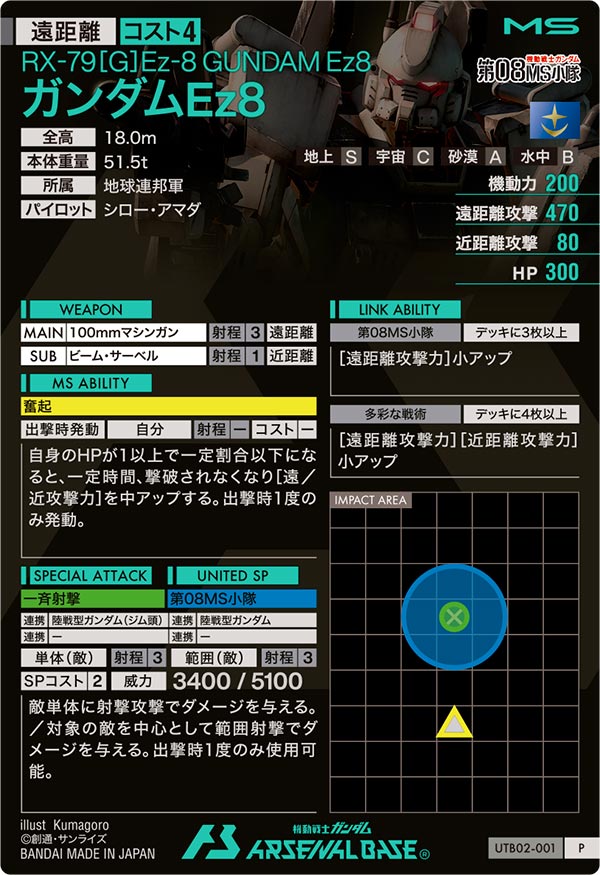 遠距離 コスト4
MS
RX-79[G]Ez-8 GUNDAM Ez8
ガンダムEz8
機動戦士ガンダム
第08MS小隊
全高 18.0m
本体重量 51.5t
所属 地球連邦軍
パイロット シロー・アマダ
地上 S 宇宙 C 砂漠 A 水中 B
機動力 200
遠距離攻撃 470
近距離攻撃 80
HP 300
WEAPON
MAIN 100mmマシンガン 射程 3 遠距離
SUB ビーム・サーベル 射程 1 近距離
MS ABILITY
奮起
出撃時発動 自分 射程 ー コスト ー
自身のHPが1以上で一定割合以下にな
ると、一定時間、撃破されなくなり[遠／
近攻撃力]を中アップする。出撃時1度の
み発動。
LINK ABILITY
第08MS小隊 デッキに3枚以上
[遠距離攻撃力]小アップ
多彩な戦術 デッキに4枚以上
[遠距離攻撃力][近距離攻撃力]
小アップ
IMPACT AREA
SPECIAL ATTACK UNITED SP
一斉射撃 第08MS小隊
連携 陸戦型ガンダム(ジム頭) 連携 陸戦型ガンダム
連携 ー 連携 ー
単体(敵) 射程 3 範囲(敵) 射程 3
SPコスト 2 威力 3400 / 5100
敵単体に射撃攻撃でダメージを与える。
／対象の敵を中心として範囲射撃でダ
メージを与える。出撃時1度のみ使用可
能。
illust Kumagoro
©創通・サンライズ
BANDAI MADE IN JAPAN
機動戦士ガンダム
AB ARSENAL BASE®
UTB02-001 P